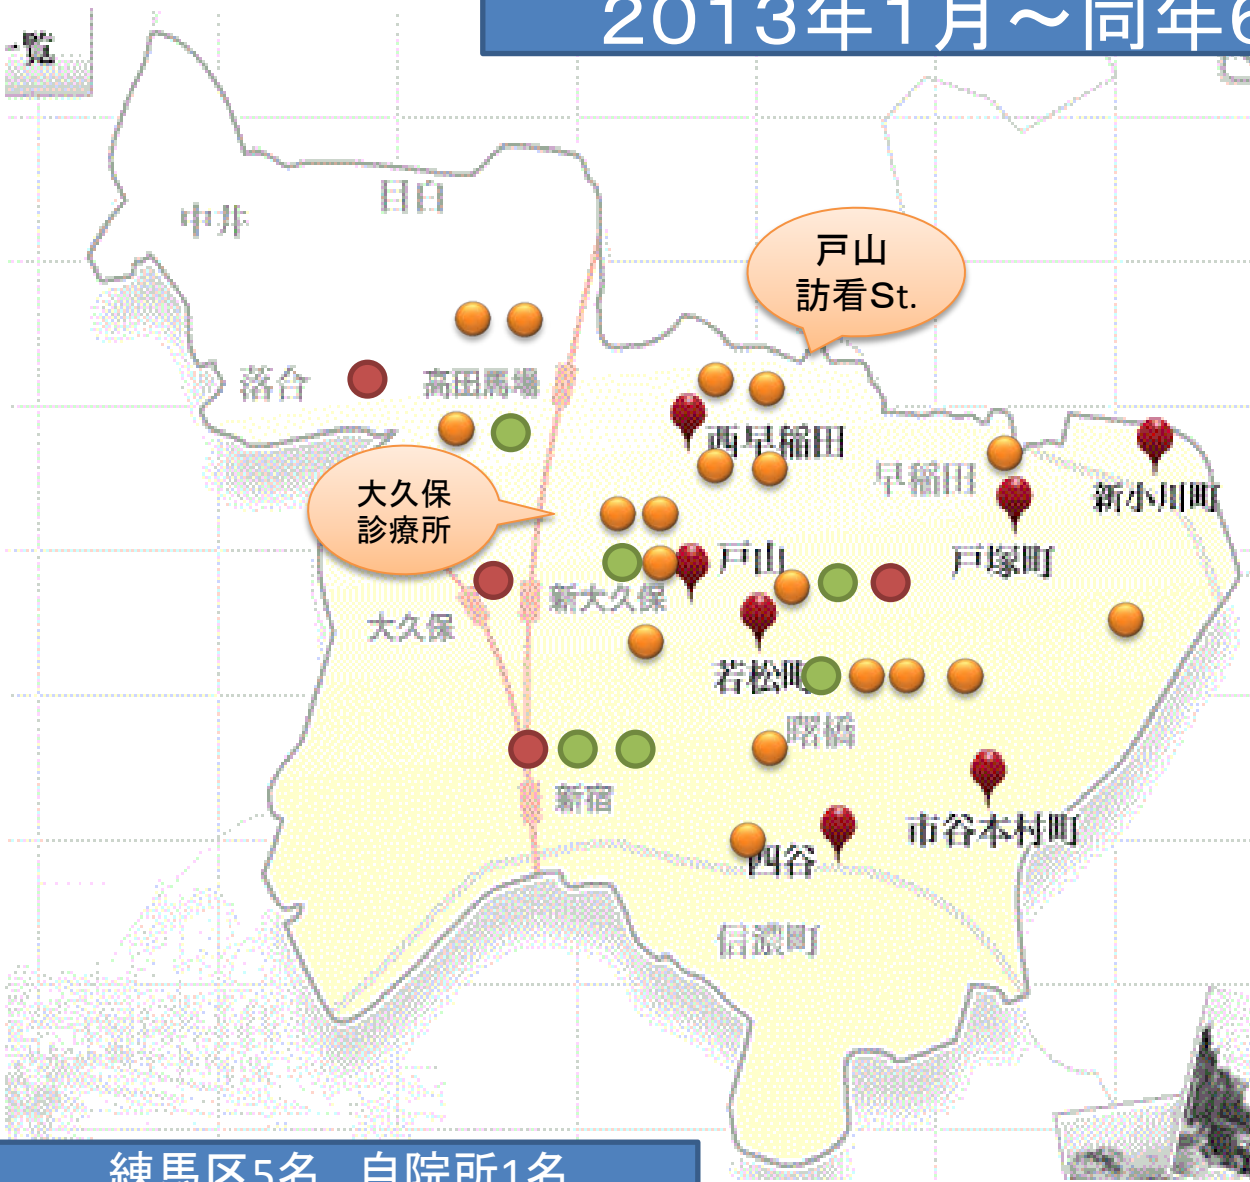 2013年1月～同年6
覧
目白
中井
戸山
訪看St.
落合
高田馬場
西早稲田
早稲田
新小川町
大久保
診療所
戸山
戸塚町
新大久保
大久保
若松町
曙橋
新宿
市谷本村町
四谷
信濃町
練馬区5名 自院所1名